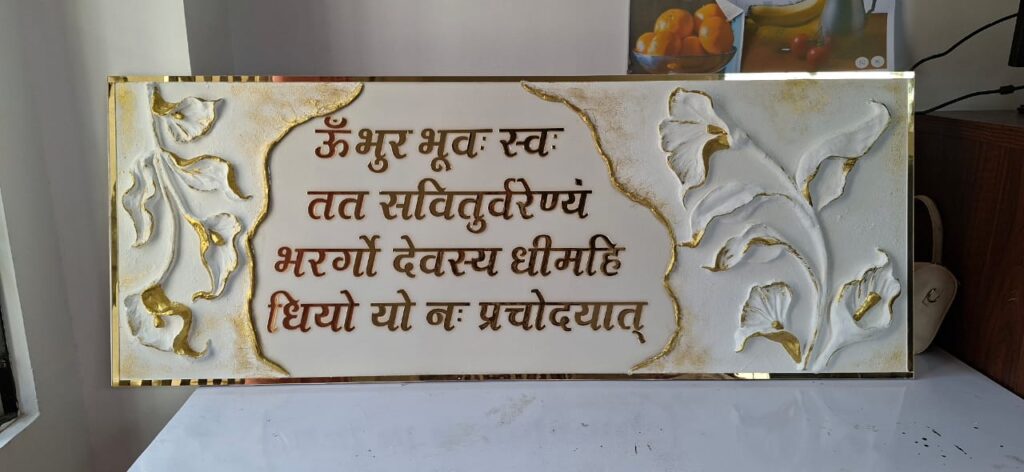 ॐ भुर भूवः स्वः
तत सवितुर्वरेण्यं
भरर्गो देवस्य धीमहि
धियो यो नः प्रचोदयात्